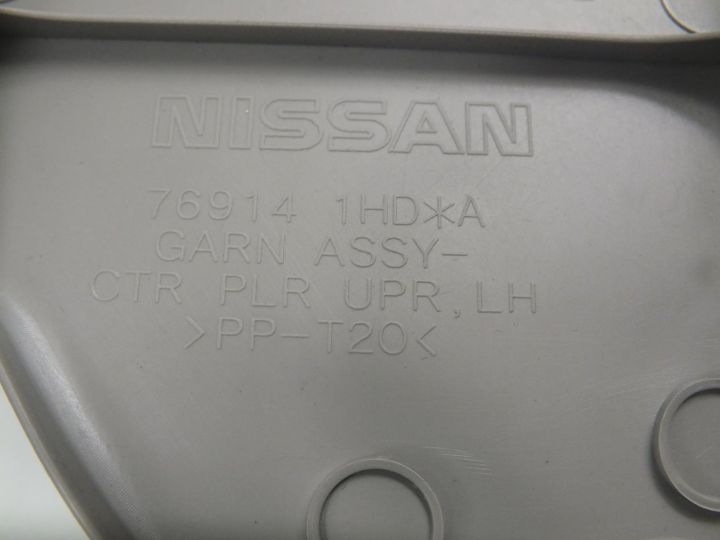 NISSAN
76914 1HD*A
GARN ASSY-
CTR PLR UPR, LH
>PP-T20<